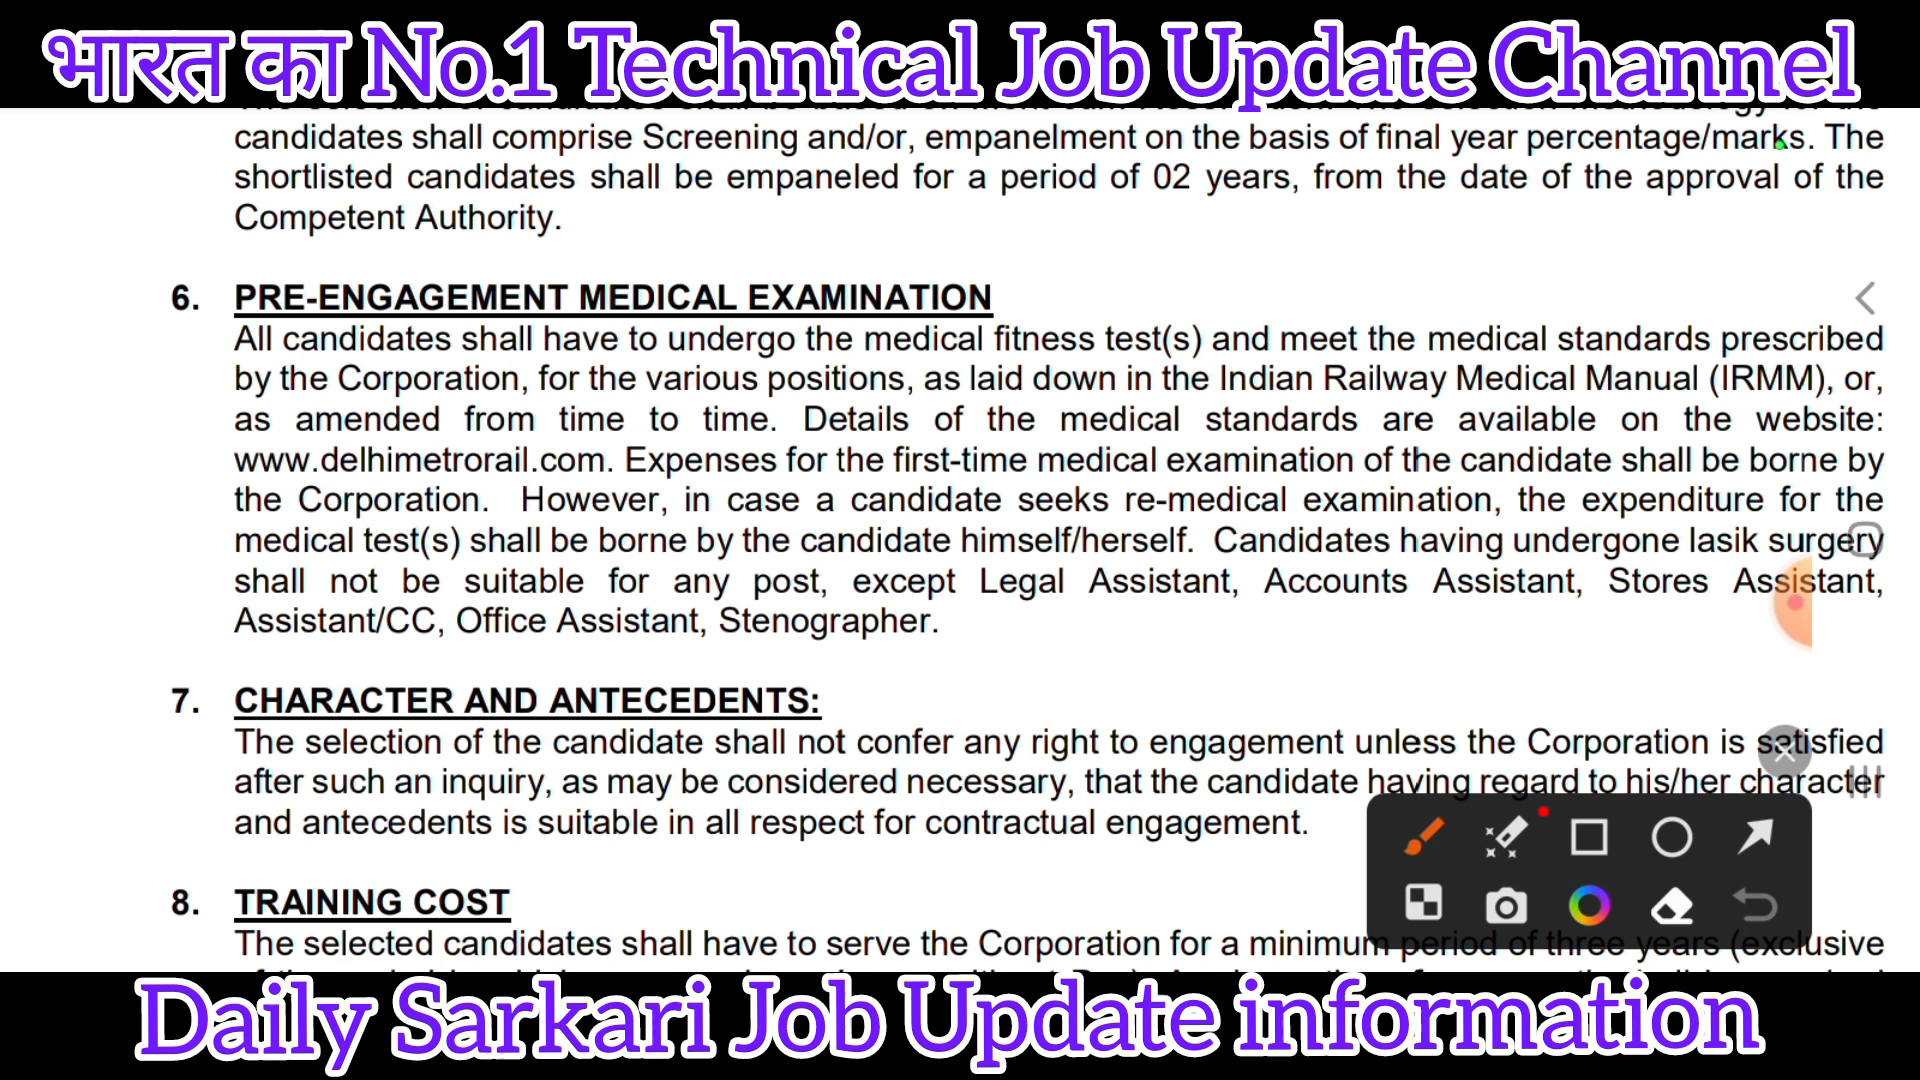 भारत का No.1 Technical Job Update Channel
candidates shall comprise Screening and/or, empanelment on the basis of final year percentage/marks. The
shortlisted candidates shall be empaneled for a period of 02 years, from the date of the approval of the
Competent Authority.
6. PRE-ENGAGEMENT MEDICAL EXAMINATION
All candidates shall have to undergo the medical fitness test(s) and meet the medical standards prescribed
by the Corporation, for the various positions, as laid down in the Indian Railway Medical Manual (IRMM), or,
as amended from time to time. Details of the medical standards are available on the website:
www.delhimetrorail.com. Expenses for the first-time medical examination of the candidate shall be borne by
the Corporation. However, in case a candidate seeks re-medical examination, the expenditure for the
medical test(s) shall be borne by the candidate himself/herself. Candidates having undergone lasik surgery
shall not be suitable for any post, except Legal Assistant, Accounts Assistant, Stores Assistant,
Assistant/CC, Office Assistant, Stenographer.
7. CHARACTER AND ANTECEDENTS:
The selection of the candidate shall not confer any right to engagement unless the Corporation is satisfied
after such an inquiry, as may be considered necessary, that the candidate having regard to his/her character
and antecedents is suitable in all respect for contractual engagement.
8. TRAINING COST
The selected candidates shall have to serve the Corporation for a minimum period of three years (exclusive
Daily Sarkari Job Update information